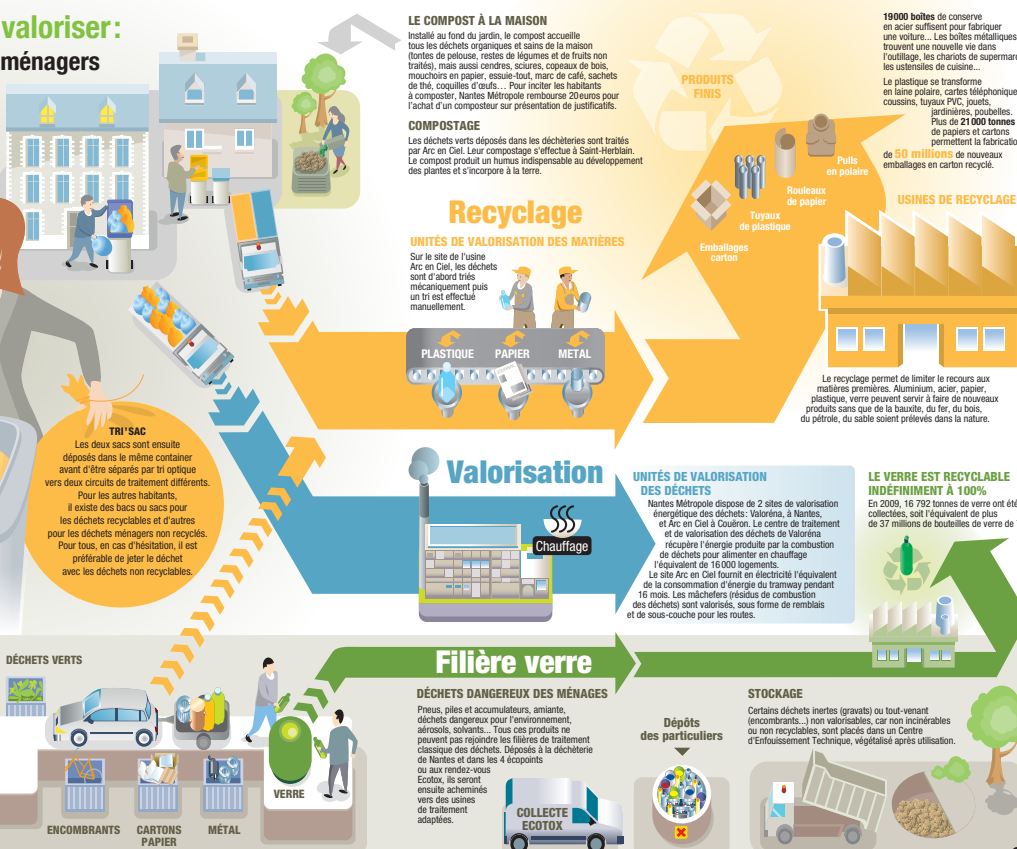 valoriser :
ménagers
LE COMPOST À LA MAISON
Installé au fond du jardin, le compost accueille
tous les déchets organiques et sains de la maison
(tontes de pelouse, restes de légumes et de fruits non
traités), mais aussi cendres, sciures, copeaux de bois,
mouchoirs en papier, essuie-tout, marc de café, sachets
de thé, coquilles d'œufs... Pour inciter les habitants
à composter, Nantes Métropole rembourse 20 euros pour
l'achat d'un composteur sur présentation de justificatifs.
COMPOSTAGE
Les déchets verts déposés dans les déchèteries sont traités
par Arc en Ciel. Leur compostage s'effectue à Saint-Herblain.
Le compost produit un humus indispensable au développement
des plantes et s'incorpore à la terre.
PRODUITS
FINIS
19000 boîtes de conserve
en acier suffisent pour fabriquer
une voiture... Les boîtes métalliques
trouvent une nouvelle vie dans
l'outillage, les chariots de supermar
les ustensiles de cuisine...
Le plastique se transforme
en laine polaire, cartes téléphonique
coussins, tuyaux PVC, jouets,
jardinières, poubelles.
Plus de 21 000 tonnes
de papiers et cartons
permettent la fabricatio
de 50 millions de nouveaux
emballages en carton recyclé.
Pulls
en polaire
Rouleaux
de papier
Tuyaux
de plastique
Emballages
carton
USINES DE RECYCLAGE
Recyclage
UNITÉS DE VALORISATION DES MATIÈRES
Sur le site de l'usine
Arc en Ciel, les déchets
sont d'abord triés
mécaniquement puis
un tri est effectué
manuellement.
PLASTIQUE PAPIER METAL
Le recyclage permet de limiter le recours aux
matières premières. Aluminium, acier, papier,
plastique, verre peuvent servir à faire de nouveaux
produits sans que de la bauxite, du fer, du bois,
du pétrole, du sable soient prélevés dans la nature.
TRI'SAC
Les deux sacs sont ensuite
déposés dans le même container
avant d'être séparés par tri optique
vers deux circuits de traitement différents.
Pour les autres habitants,
il existe des bacs ou sacs pour
les déchets recyclables et d'autres
pour les déchets ménagers non recyclés.
Pour tous, en cas d'hésitation, il est
préférable de jeter le déchet
avec les déchets non recyclables.
Valorisation
Chauffage
UNITÉS DE VALORISATION
DES DÉCHETS
Nantes Métropole dispose de 2 sites de valorisation
énergétique des déchets : Valoréna, à Nantes,
et Arc en Ciel à Couëron. Le centre de traitement
et de valorisation des déchets de Valoréna
récupère l'énergie produite par la combustion
de déchets pour alimenter en chauffage
l'équivalent de 16 000 logements.
Le site Arc en Ciel fournit en électricité l'équivalent
de la consommation d'énergie du tramway pendant
16 mois. Les mâchefers (résidus de combustion
des déchets) sont valorisés, sous forme de remblais
et de sous-couche pour les routes.
LE VERRE EST RECYCLABLE
INDÉFINIMENT À 100%
En 2009, 16 792 tonnes de verre ont été
collectées, soit l'équivalent de plus
de 37 millions de bouteilles de verre de
Filière verre
DÉCHETS VERTS
ENCOMBRANTS
CARTONS
PAPIER
MÉTAL
VERRE
DÉCHETS DANGEREUX DES MÉNAGES
Pneus, piles et accumulateurs, amiante,
déchets dangereux pour l'environnement,
aérosols, solvants... Tous ces produits ne
peuvent pas rejoindre les filières de traitement
classique des déchets. Déposés à la déchèterie
de Nantes et dans les 4 écopoints
ou aux rendez-vous
Ecotox, ils seront
ensuite acheminés
vers des usines
de traitement
adaptées.
COLLECTE
ECOTOX
Dépôts
des particuliers
STOCKAGE
Certains déchets inertes (gravats) ou tout-venant
(encombrants...) non valorisables, car non incinérables
ou non recyclables, sont placés dans un Centre
d'Enfouissement Technique, végétalisé après utilisation.